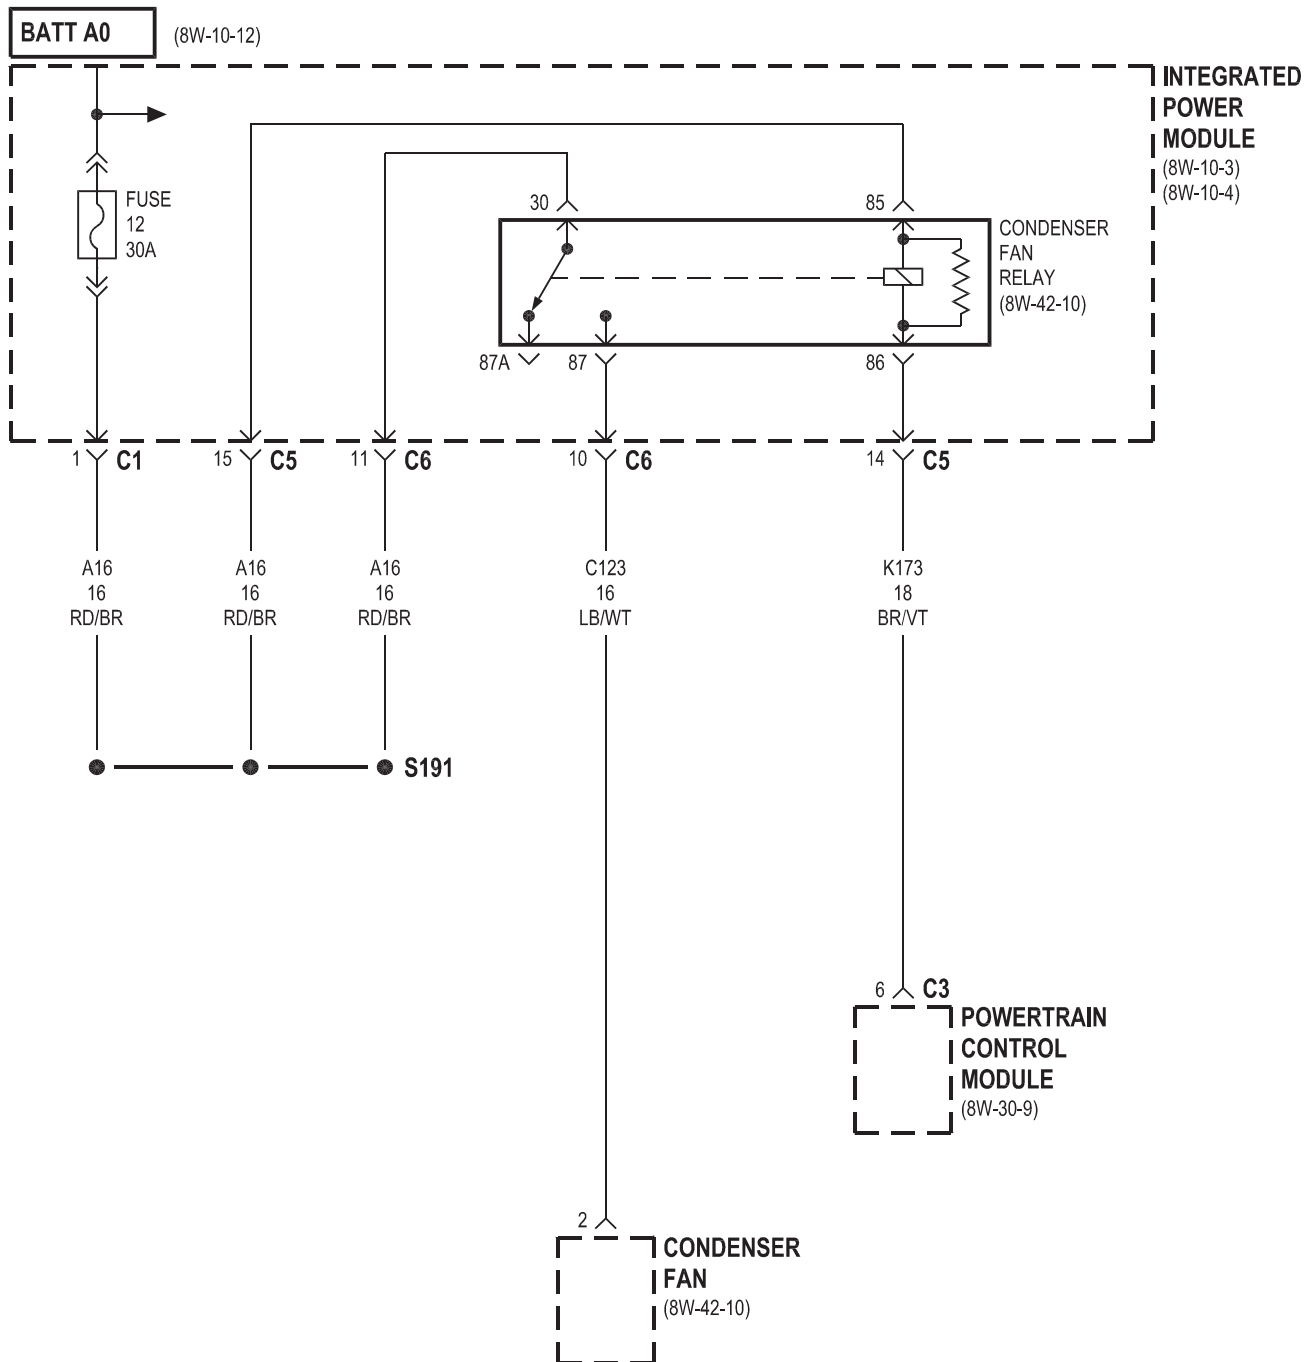 BATT A0
(8W-10-12)
INTEGRATED
POWER
MODULE
(8W-10-3)
(8W-10-4)
FUSE
12
30A
30
85
CONDENSER
FAN
RELAY
(8W-42-10)
87A
87
86
1
C1
15
C5
11
C6
10
C6
14
C5
A16
16
RD/BR
A16
16
RD/BR
A16
16
RD/BR
C123
16
LB/WT
K173
18
BR/VT
S191
6
C3
POWERTRAIN
CONTROL
MODULE
(8W-30-9)
2
CONDENSER
FAN
(8W-42-10)